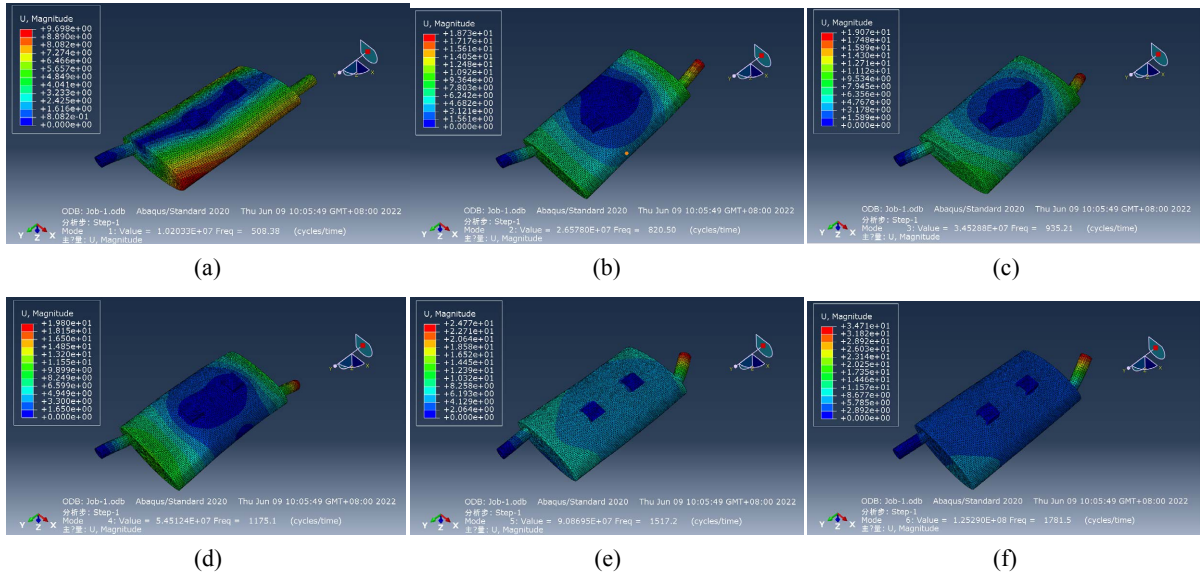 U, Magnitude
+9.698e+00
+8.890e+00
+8.082e+00
+7.274e+00
+6.466e+00
+5.657e+00
+4.849e+00
+4.041e+00
+3.233e+00
+2.425e+00
+1.616e+00
+8.082e-01
+0.000e+00
ODB: Job-1.odb Abaqus/Standard 2020 Thu Jun 09 10:05:49 GMT+08:00 2022
分析步: Step-1
Mode 1: Value = 1.02033E+07 Freq = 508.38 (cycles/time)
主?量: U, Magnitude
Y Z X
(a)
U, Magnitude
+1.873e+01
+1.717e+01
+1.561e+01
+1.405e+01
+1.248e+01
+1.092e+01
+9.364e+00
+7.803e+00
+6.242e+00
+4.682e+00
+3.121e+00
+1.561e+00
+0.000e+00
ODB: Job-1.odb Abaqus/Standard 2020 Thu Jun 09 10:05:49 GMT+08:00 2022
分析步: Step-1
Mode 2: Value = 2.65780E+07 Freq = 820.50 (cycles/time)
主?量: U, Magnitude
Y Z X
(b)
U, Magnitude
+1.907e+01
+1.748e+01
+1.589e+01
+1.430e+01
+1.271e+01
+1.112e+01
+9.534e+00
+7.945e+00
+6.356e+00
+4.767e+00
+3.178e+00
+1.589e+00
+0.000e+00
ODB: Job-1.odb Abaqus/Standard 2020 Thu Jun 09 10:05:49 GMT+08:00 2022
分析步: Step-1
Mode 3: Value = 3.45288E+07 Freq = 935.21 (cycles/time)
主?量: U, Magnitude
Y Z X
(c)
U, Magnitude
+1.980e+01
+1.815e+01
+1.650e+01
+1.485e+01
+1.320e+01
+1.155e+01
+9.899e+00
+8.249e+00
+6.599e+00
+4.949e+00
+3.300e+00
+1.650e+00
+0.000e+00
ODB: Job-1.odb Abaqus/Standard 2020 Thu Jun 09 10:05:49 GMT+08:00 2022
分析步: Step-1
Mode 4: Value = 5.45124E+07 Freq = 1175.1 (cycles/time)
主?量: U, Magnitude
Y Z X
(d)
U, Magnitude
+2.477e+01
+2.271e+01
+2.064e+01
+1.858e+01
+1.652e+01
+1.445e+01
+1.239e+01
+1.032e+01
+8.258e+00
+6.193e+00
+4.129e+00
+2.064e+00
+0.000e+00
ODB: Job-1.odb Abaqus/Standard 2020 Thu Jun 09 10:05:49 GMT+08:00 2022
分析步: Step-1
Mode 5: Value = 9.08695E+07 Freq = 1517.2 (cycles/time)
主?量: U, Magnitude
Y Z X
(e)
U, Magnitude
+3.471e+01
+3.182e+01
+2.892e+01
+2.603e+01
+2.314e+01
+2.025e+01
+1.735e+01
+1.446e+01
+1.157e+01
+8.677e+00
+5.785e+00
+2.892e+00
+0.000e+00
ODB: Job-1.odb Abaqus/Standard 2020 Thu Jun 09 10:05:49 GMT+08:00 2022
分析步: Step-1
Mode 6: Value = 1.25290E+08 Freq = 1781.5 (cycles/time)
主?量: U, Magnitude
Y Z X
(f)